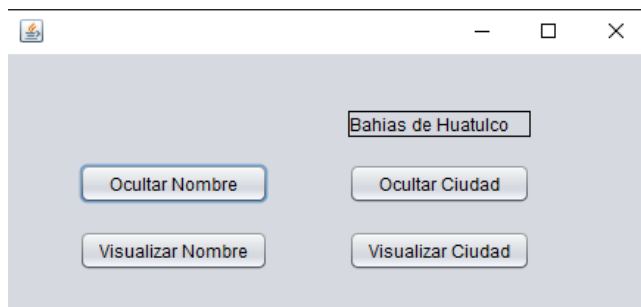 Bahias de Huatulco
Ocultar Nombre
Ocultar Ciudad
Visualizar Nombre
Visualizar Ciudad